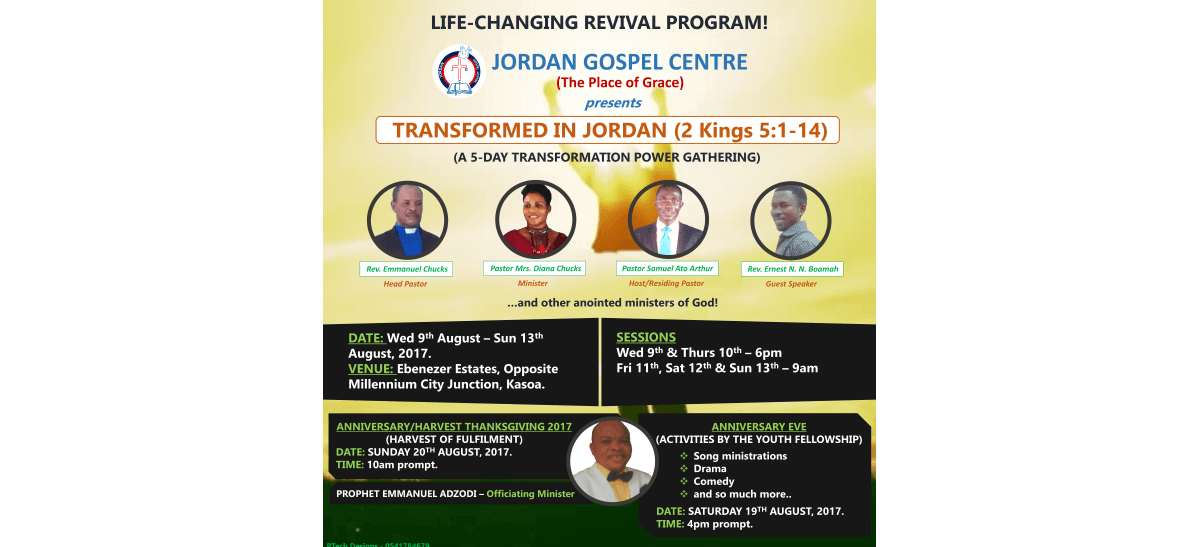 LIFE-CHANGING REVIVAL PROGRAM!
JORDAN GOSPEL CENTRE
(The Place of Grace)
presents
TRANSFORMED IN JORDAN (2 Kings 5:1-14)
(A 5-DAY TRANSFORMATION POWER GATHERING)
Rev. Emmanuel Chucks
Head Pastor
Pastor Mrs. Diana Chucks
Minister
Pastor Samuel Ato Arthur
Host/Residing Pastor
Rev. Ernest N. N. Boamah
Guest Speaker
...and other anointed ministers of God!
DATE: Wed 9th August – Sun 13th
August, 2017.
VENUE: Ebenezer Estates, Opposite
Millennium City Junction, Kasoa.
SESSIONS
Wed 9th & Thurs 10th – 6pm
Fri 11th, Sat 12th & Sun 13th – 9am
ANNIVERSARY/HARVEST THANKSGIVING 2017
(HARVEST OF FULFILMENT)
DATE: SUNDAY 20TH AUGUST, 2017.
TIME: 10am prompt.
PROPHET EMMANUEL ADZODI – Officiating Minister
ANNIVERSARY EVE
(ACTIVITIES BY THE YOUTH FELLOWSHIP)
❖ Song ministrations
❖ Drama
❖ Comedy
❖ and so much more..
DATE: SATURDAY 19TH AUGUST, 2017.
TIME: 4pm prompt.